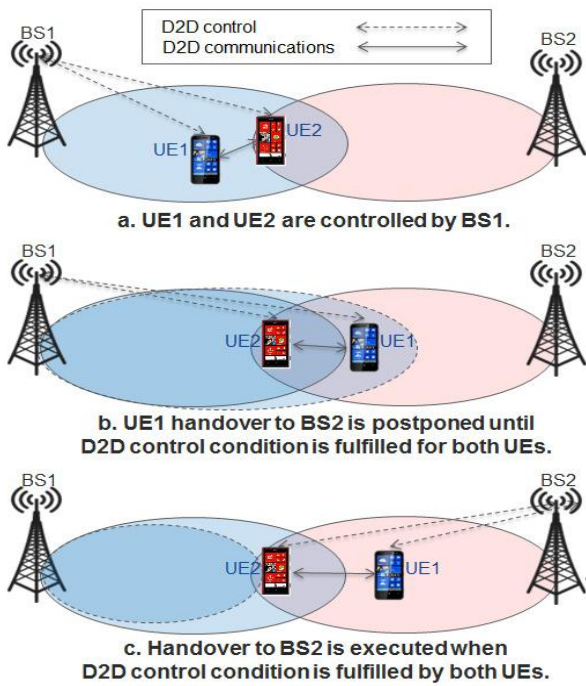 D2D control
D2D communications
BS1
BS2
UE1
UE2
a. UE1 and UE2 are controlled by BS1.
BS1
BS2
UE2
UE1
b. UE1 handover to BS2 is postponed until
D2D control condition is fulfilled for both UEs.
BS1
BS2
UE2
UE1
c. Handover to BS2 is executed when
D2D control condition is fulfilled by both UEs.